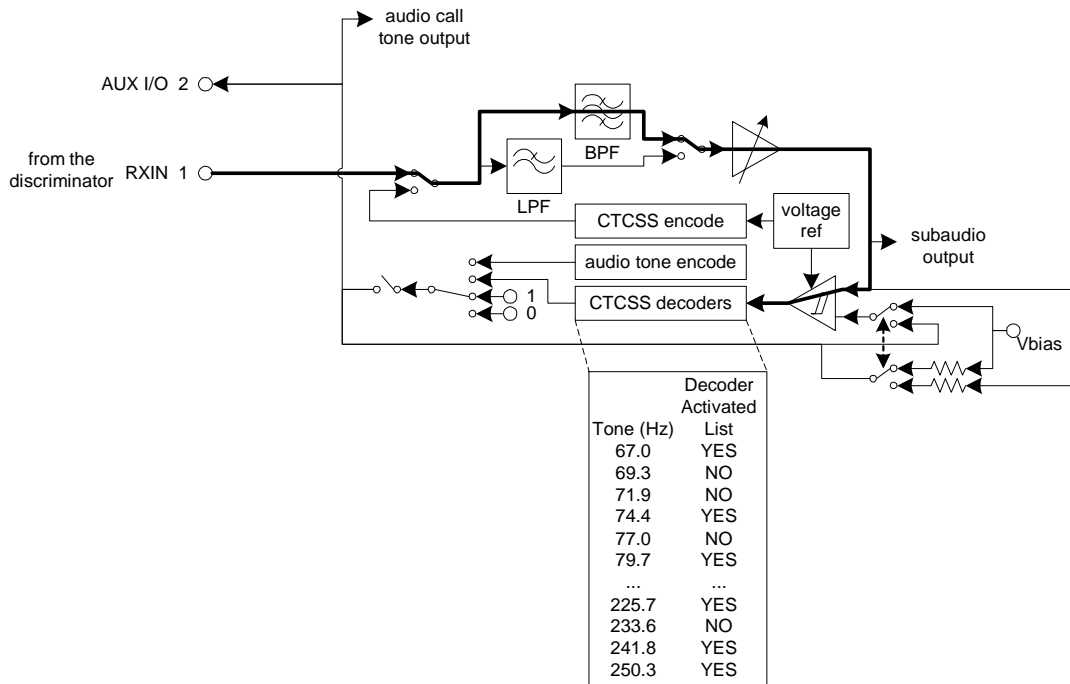 audio call
tone output
AUX I/O 2
from the
discriminator
RXIN 1
BPF
LPF
CTCSS encode
voltage
ref
audio tone encode
subaudio
output
CTCSS decoders
1
0
Vbias
Decoder
Activated
Tone (Hz) List
67.0 YES
69.3 NO
71.9 NO
74.4 YES
77.0 NO
79.7 YES
... ...
225.7 YES
233.6 NO
241.8 YES
250.3 YES